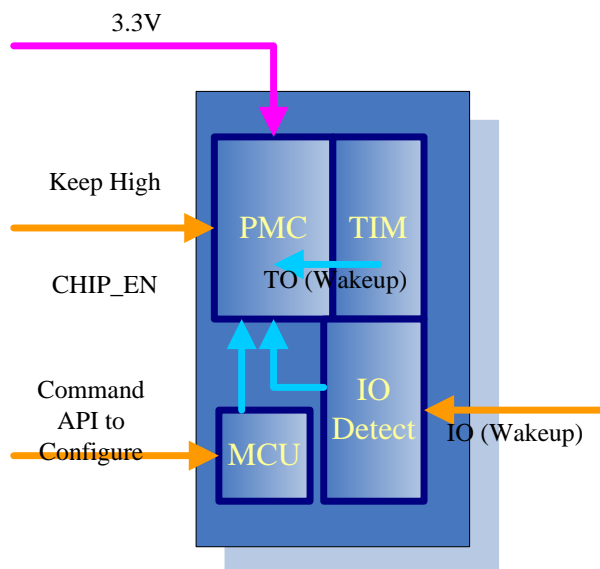 3.3V
Keep High
PMC
TIM
TO (Wakeup)
CHIP_EN
Command
API to
Configure
IO
Detect
MCU
IO (Wakeup)